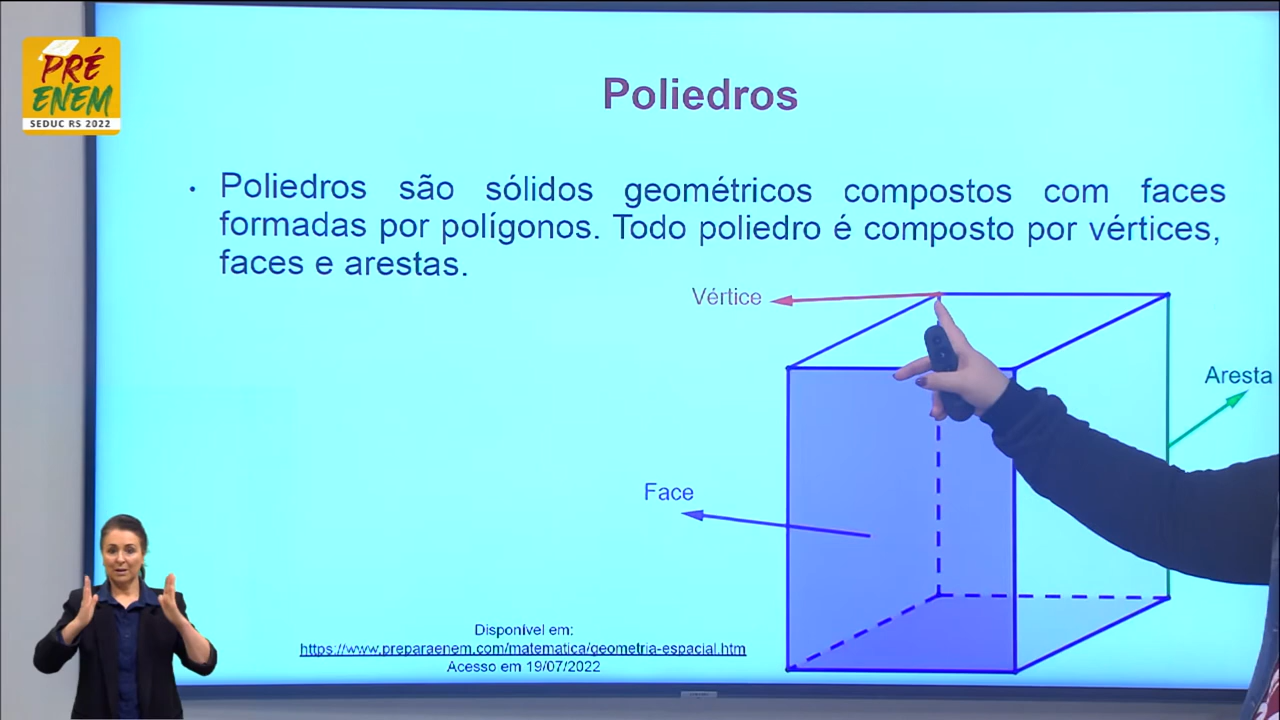 PRÉ
ENEM
SEDUC RS 2022
Poliedros
• Poliedros são sólidos geométricos compostos com faces
formadas por polígonos. Todo poliedro é composto por vértices,
faces e arestas.
Vértice
Aresta
Face
Disponível em:
https://www.preparaenem.com/matematica/geometria-espacial.htm
Acesso em 19/07/2022